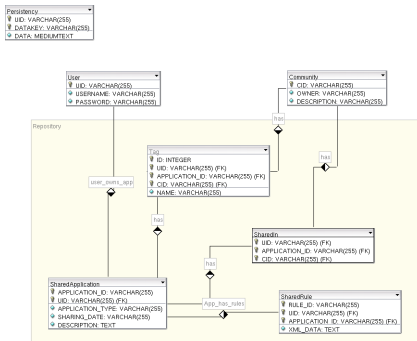 Persistency
UID: VARCHAR(255)
DATAKEY: VARCHAR(255)
DATA: MEDIUMTEXT
User
UID: VARCHAR(255)
USERNAME: VARCHAR(255)
PASSWORD: VARCHAR(255)
Community
CID: VARCHAR(255)
OWNER: VARCHAR(255)
DESCRIPTION: VARCHAR(255)
has
Repository
Tag
ID: INTEGER
UID: VARCHAR(255) (FK)
APPLICATION_ID: VARCHAR(255) (FK)
CID: VARCHAR(255) (FK)
NAME: VARCHAR(255)
has
user_owns_app
has
SharedIn
UID: VARCHAR(255) (FK)
APPLICATION_ID: VARCHAR(255) (FK)
CID: VARCHAR(255) (FK)
has
SharedApplication
APPLICATION_ID: VARCHAR(255)
UID: VARCHAR(255) (FK)
APPLICATION_TYPE: VARCHAR(255)
SHARING_DATE: VARCHAR(255)
DESCRIPTION: TEXT
App_has_rules
SharedRule
RULE_ID: VARCHAR(255)
UID: VARCHAR(255) (FK)
APPLICATION_ID: VARCHAR(255) (FK)
XML_DATA: TEXT